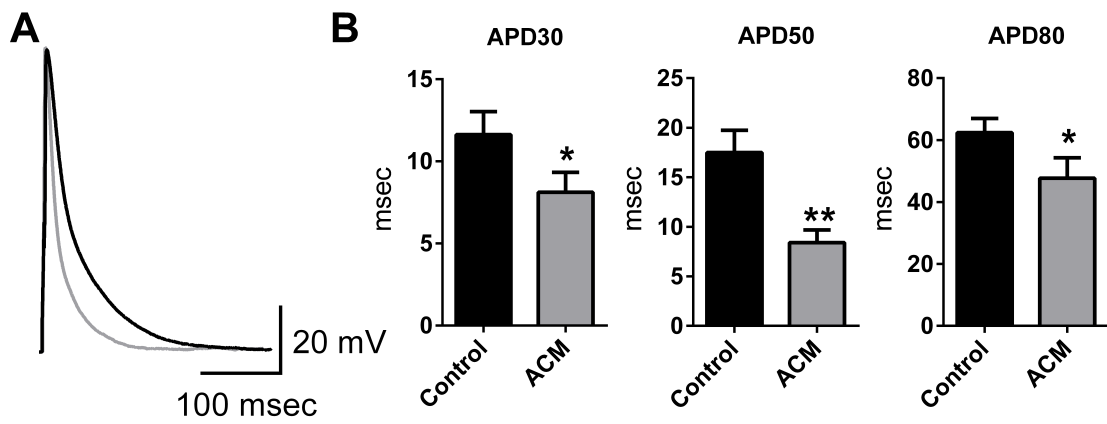 A
20 mV
100 msec
B
APD30
15
10
5
0
msec
*
Control
ACM
APD50
25
20
15
10
5
0
msec
**
Control
ACM
APD80
80
60
40
20
0
msec
*
Control
ACM